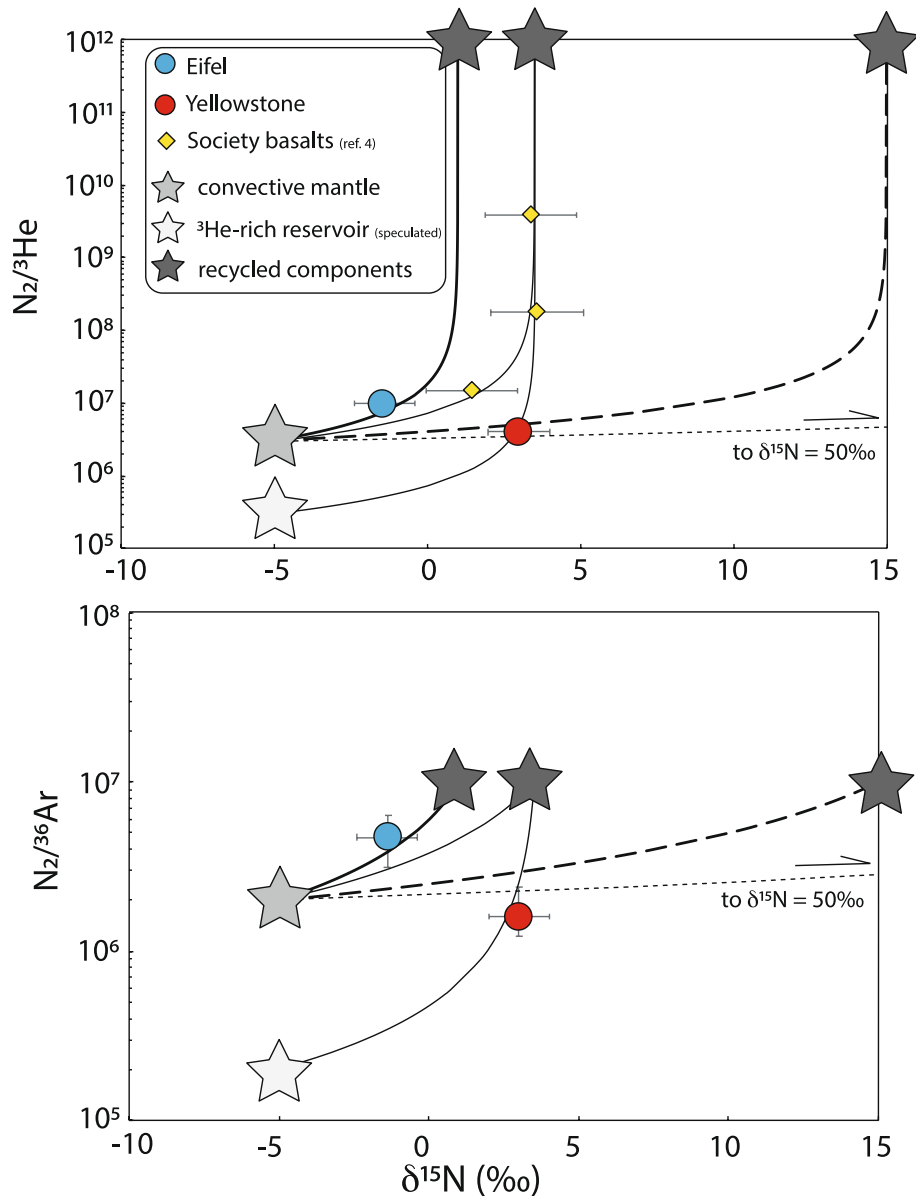 10¹²
10¹¹
10¹⁰
10⁹
10⁸
10⁷
10⁶
10⁵
N₂/³He
Eifel
Yellowstone
Society basalts (ref. 4)
convective mantle
³He-rich reservoir (speculated)
recycled components
to δ¹⁵N = 50‰
-10 -5 0 5 10 15
10⁸
10⁷
10⁶
10⁵
N₂/³⁶Ar
to δ¹⁵N = 50‰
-10 -5 0 5 10 15
δ¹⁵N (‰)